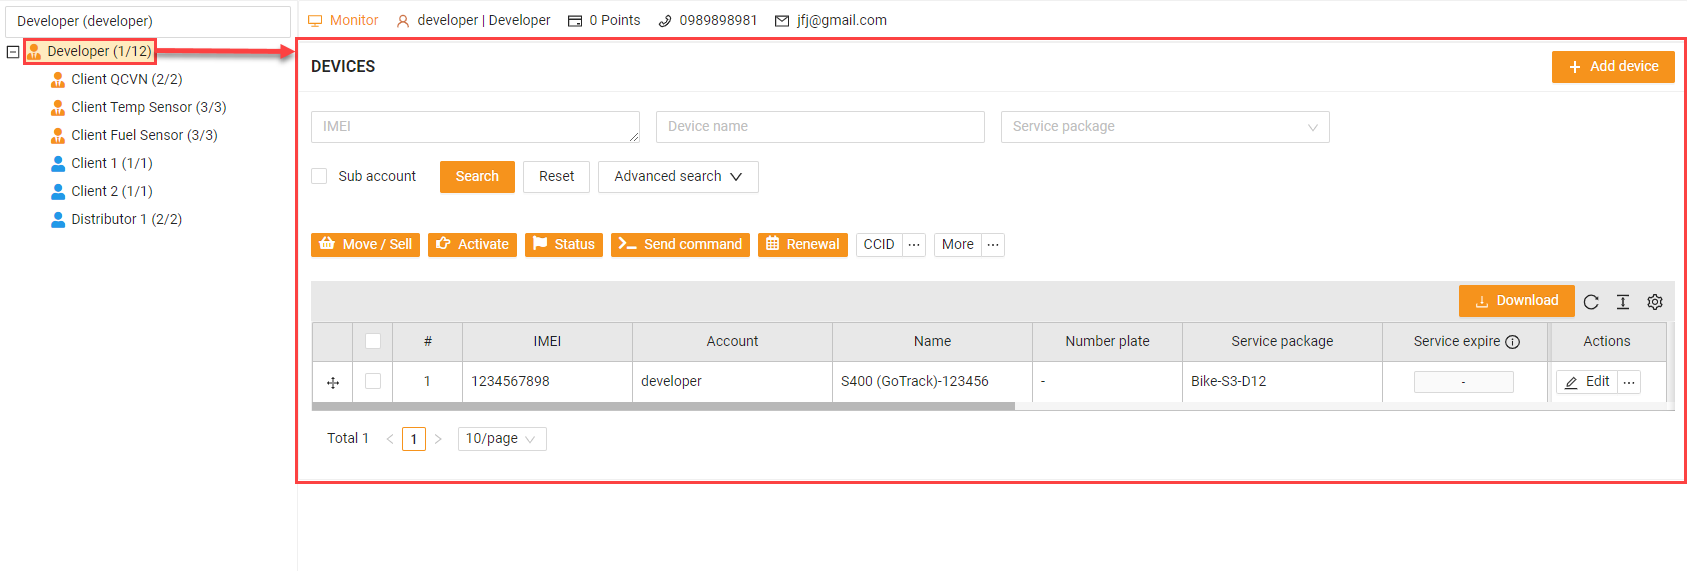 Developer (developer)
Monitor developer | Developer 0 Points 0989898981 jfj@gmail.com
Developer (1/12)
Client QCVN (2/2)
Client Temp Sensor (3/3)
Client Fuel Sensor (3/3)
Client 1 (1/1)
Client 2 (1/1)
Distributor 1 (2/2)
DEVICES
+ Add device
IMEI Device name Service package
Sub account Search Reset Advanced search
Move / Sell Activate Status Send command Renewal CCID ... More ...
Download
# IMEI Account Name Number plate Service package Service expire Actions
1 1234567898 developer S400 (GoTrack)-123456 - Bike-S3-D12 - Edit ...
Total 1 < 1 > 10/page